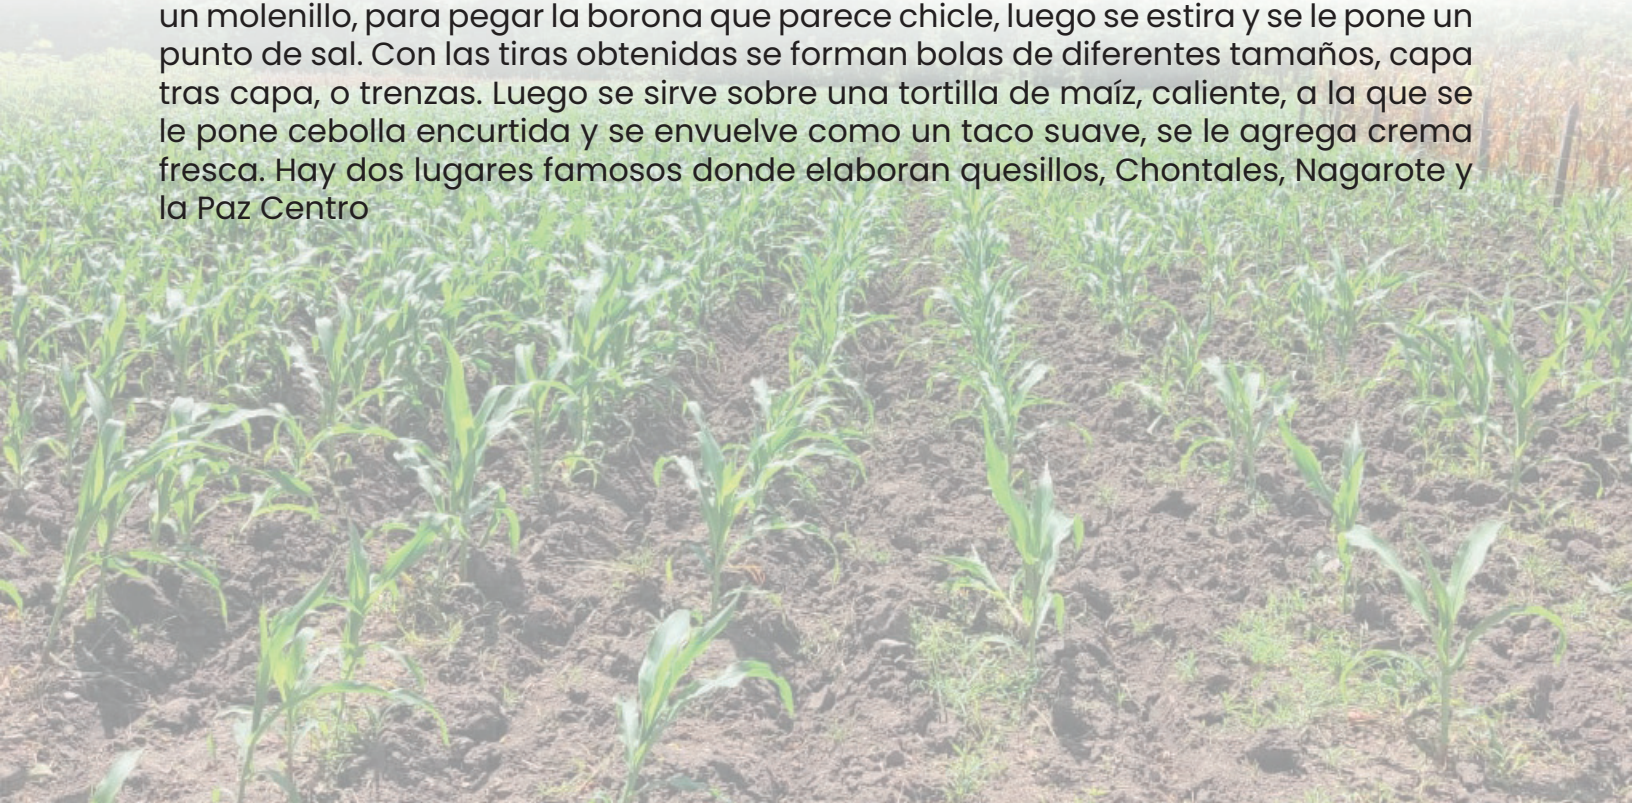 un molenillo, para pegar la borona que parece chicle, luego se estira y se le pone un
punto de sal. Con las tiras obtenidas se forman bolas de diferentes tamaños, capa
tras capa, o trenzas. Luego se sirve sobre una tortilla de maíz, caliente, a la que se
le pone cebolla encurtida y se envuelve como un taco suave, se le agrega crema
fresca. Hay dos lugares famosos donde elaboran quesillos, Chontales, Nagarote y
la Paz Centro